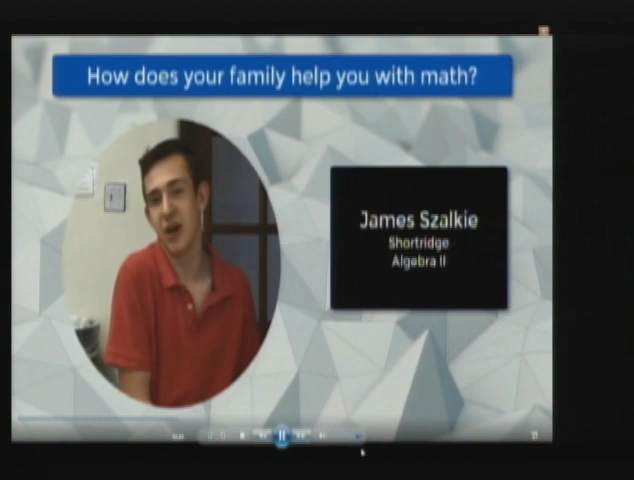 How does your family help you with math?
James Szalkie
Shortridge
Algebra II